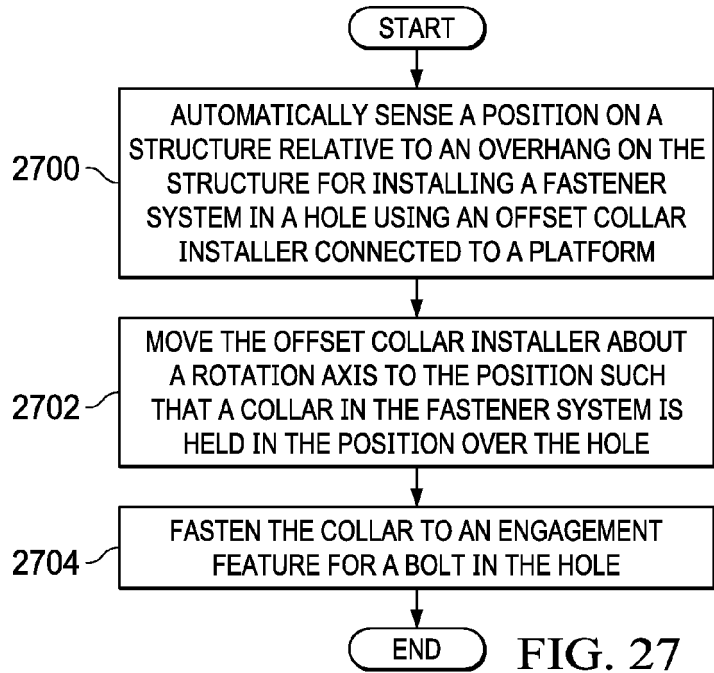 START
2700
AUTOMATICALLY SENSE A POSITION ON A
STRUCTURE RELATIVE TO AN OVERHANG ON THE
STRUCTURE FOR INSTALLING A FASTENER
SYSTEM IN A HOLE USING AN OFFSET COLLAR
INSTALLER CONNECTED TO A PLATFORM
2702
MOVE THE OFFSET COLLAR INSTALLER ABOUT
A ROTATION AXIS TO THE POSITION SUCH
THAT A COLLAR IN THE FASTENER SYSTEM IS
HELD IN THE POSITION OVER THE HOLE
2704
FASTEN THE COLLAR TO AN ENGAGEMENT
FEATURE FOR A BOLT IN THE HOLE
END
FIG. 27